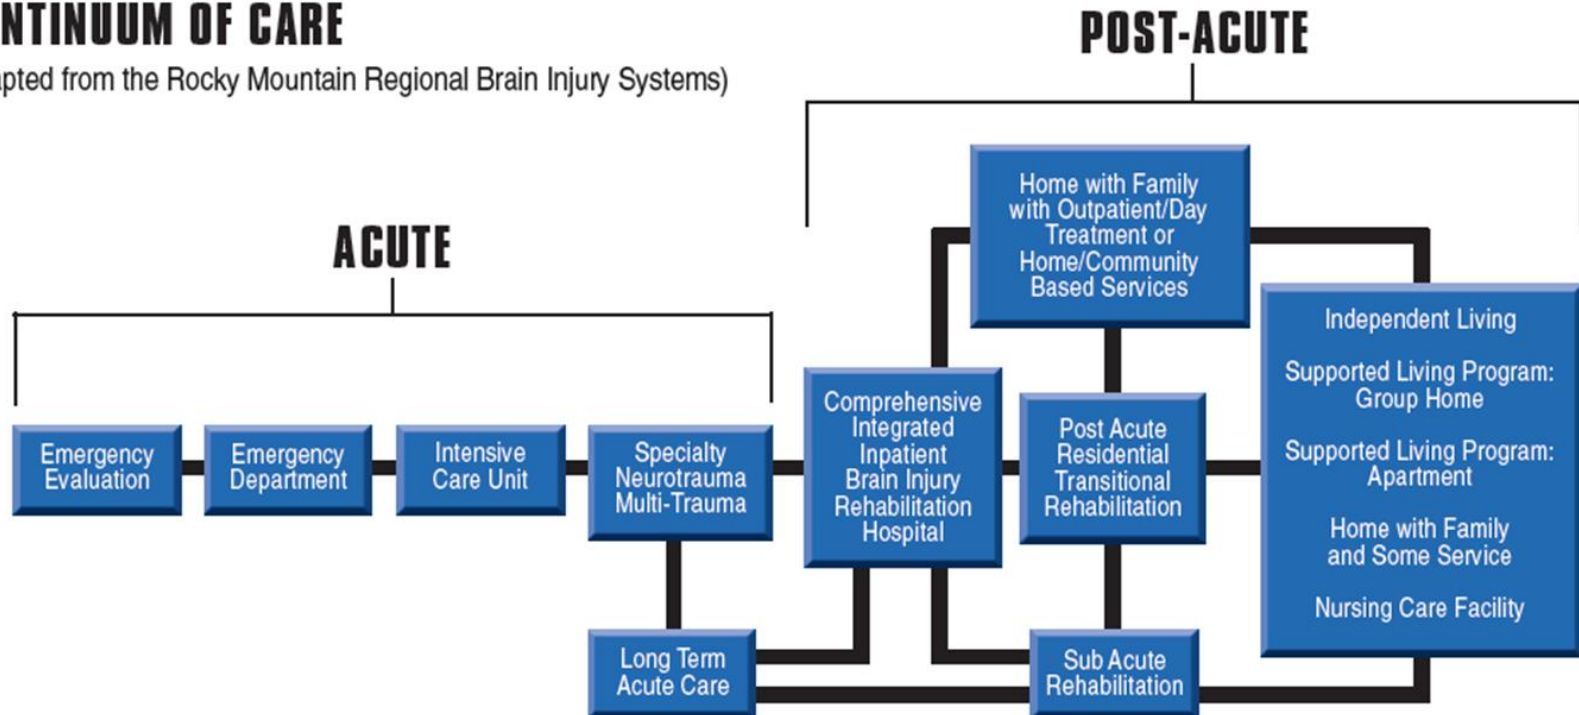 NTINUUM OF CARE
pted from the Rocky Mountain Regional Brain Injury Systems)
POST-ACUTE
ACUTE
Home with Family
with Outpatient/Day
Treatment or
Home/Community
Based Services
Independent Living
Supported Living Program:
Group Home
Supported Living Program:
Apartment
Home with Family
and Some Service
Nursing Care Facility
Emergency
Evaluation
Emergency
Department
Intensive
Care Unit
Specialty
Neurotrauma
Multi-Trauma
Comprehensive
Integrated
Inpatient
Brain Injury
Rehabilitation
Hospital
Post Acute
Residential
Transitional
Rehabilitation
Long Term
Acute Care
Sub Acute
Rehabilitation